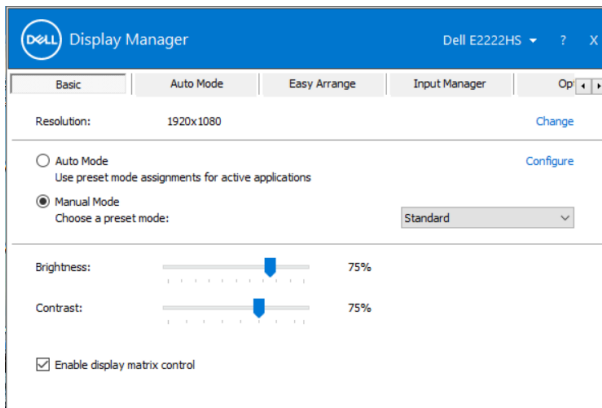 DELL Display Manager Dell E2222HS ? X
Basic Auto Mode Easy Arrange Input Manager Op
Resolution: 1920x1080 Change
Auto Mode Configure
Use preset mode assignments for active applications
Manual Mode
Choose a preset mode: Standard
Brightness: 75%
Contrast: 75%
Enable display matrix control